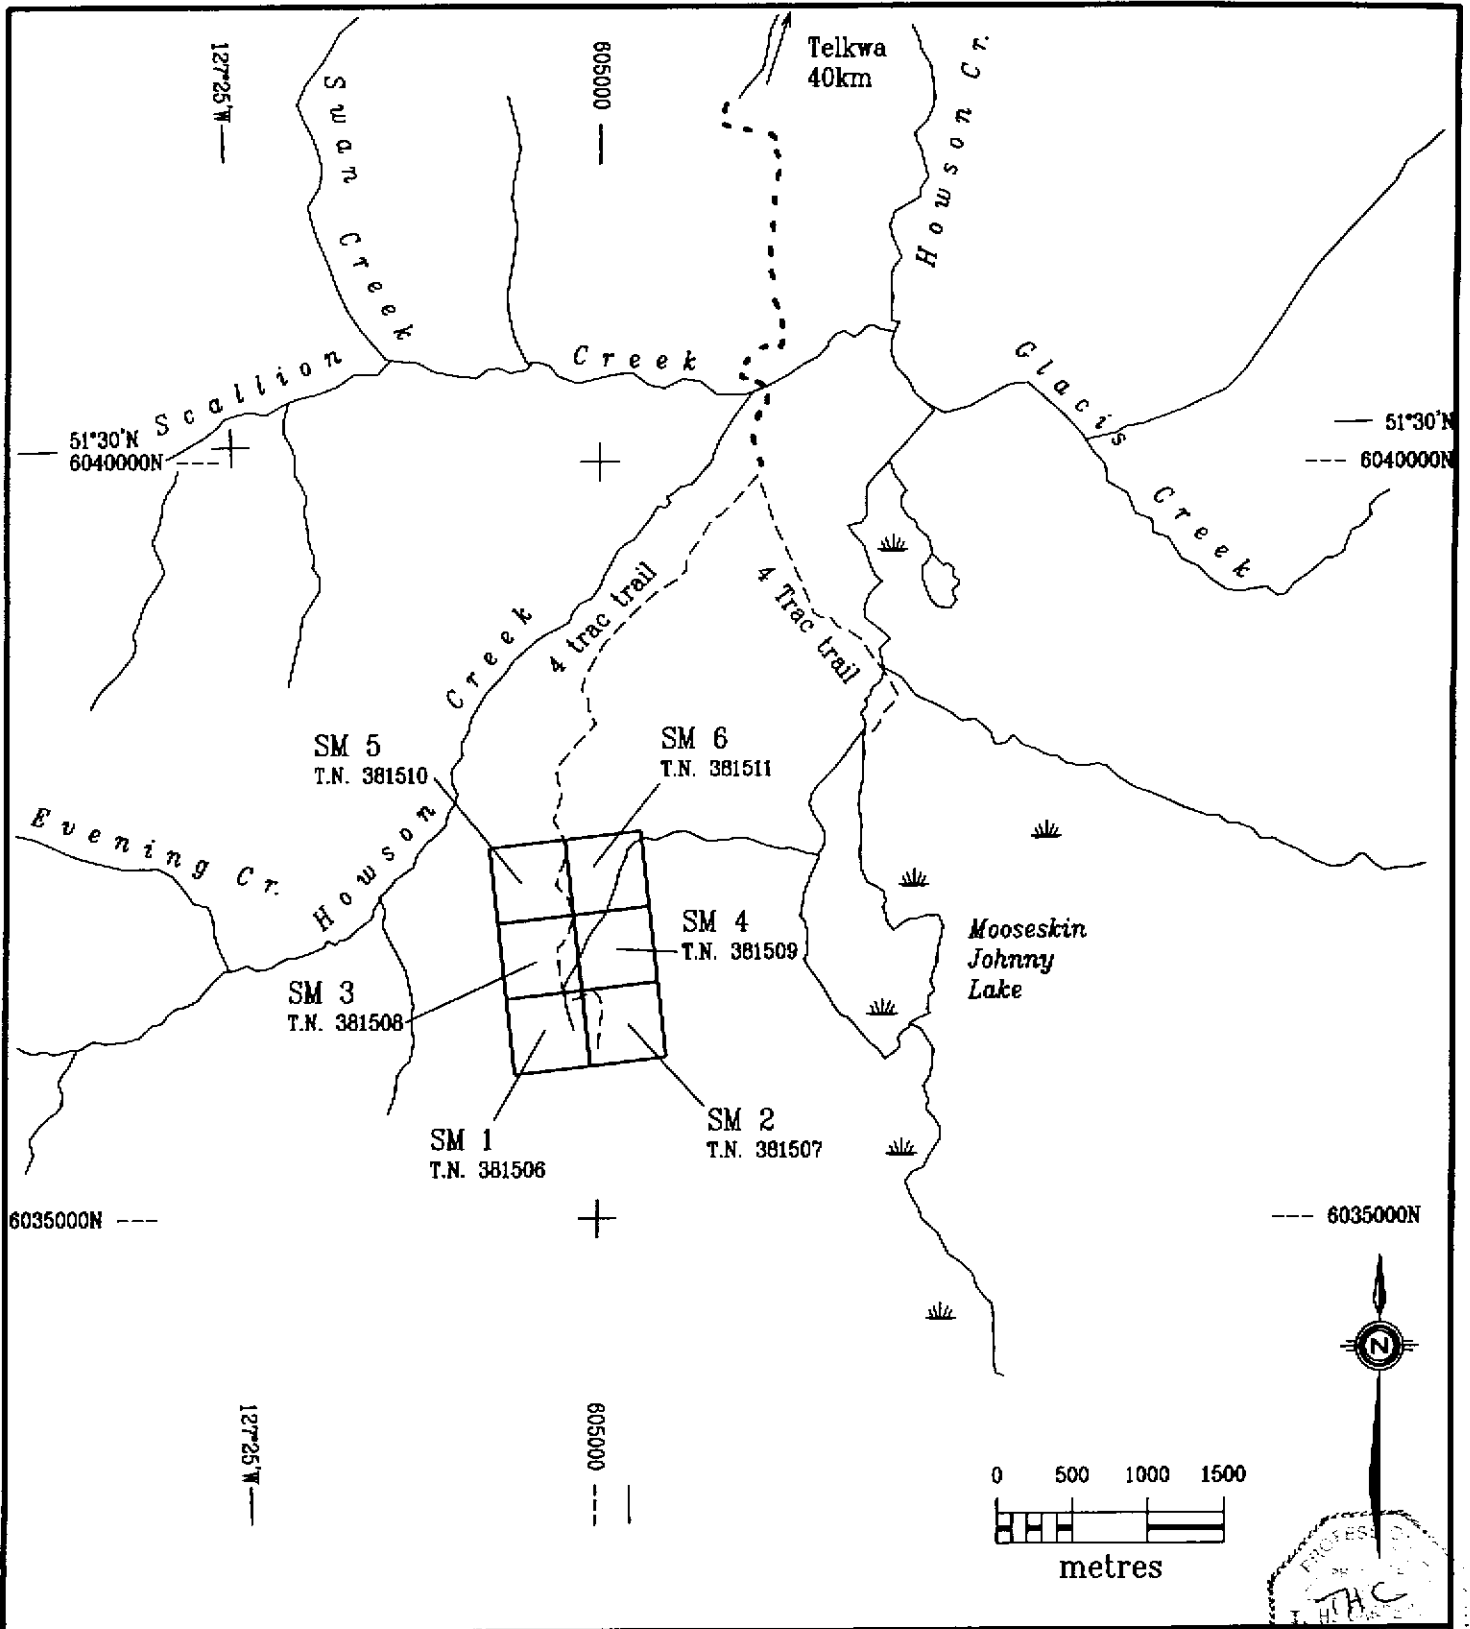 Telkwa
40km
127°25'W
605000
Swan Creek
Howson Cr.
Scallion Creek
Glacis Creek
51°30'N
6040000N
51°30'N
6040000N
4 trac trail
4 Trac trail
Howson Creek
SM 5
T.N. 381510
SM 6
T.N. 381511
Evening Cr.
SM 4
T.N. 381509
Mooseskin
Johnny
Lake
SM 3
T.N. 381508
SM 1
T.N. 381506
SM 2
T.N. 381507
6035000N
6035000N
N
127°25'W
605000
0 500 1000 1500
metres
THC